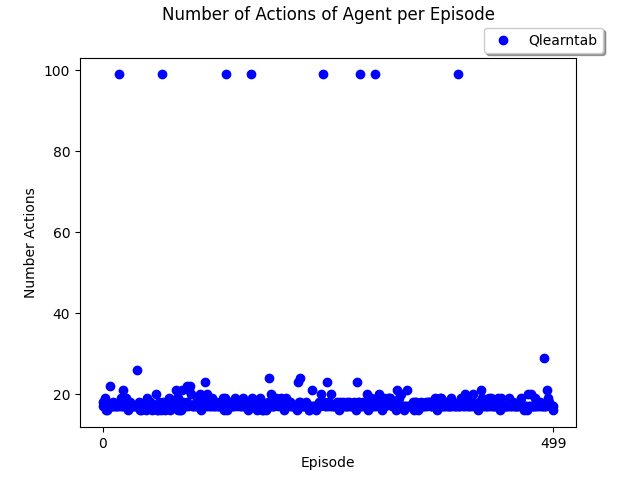 Number of Actions of Agent per Episode
Qlearntab
100
80
60
40
20
Number Actions
0
499
Episode